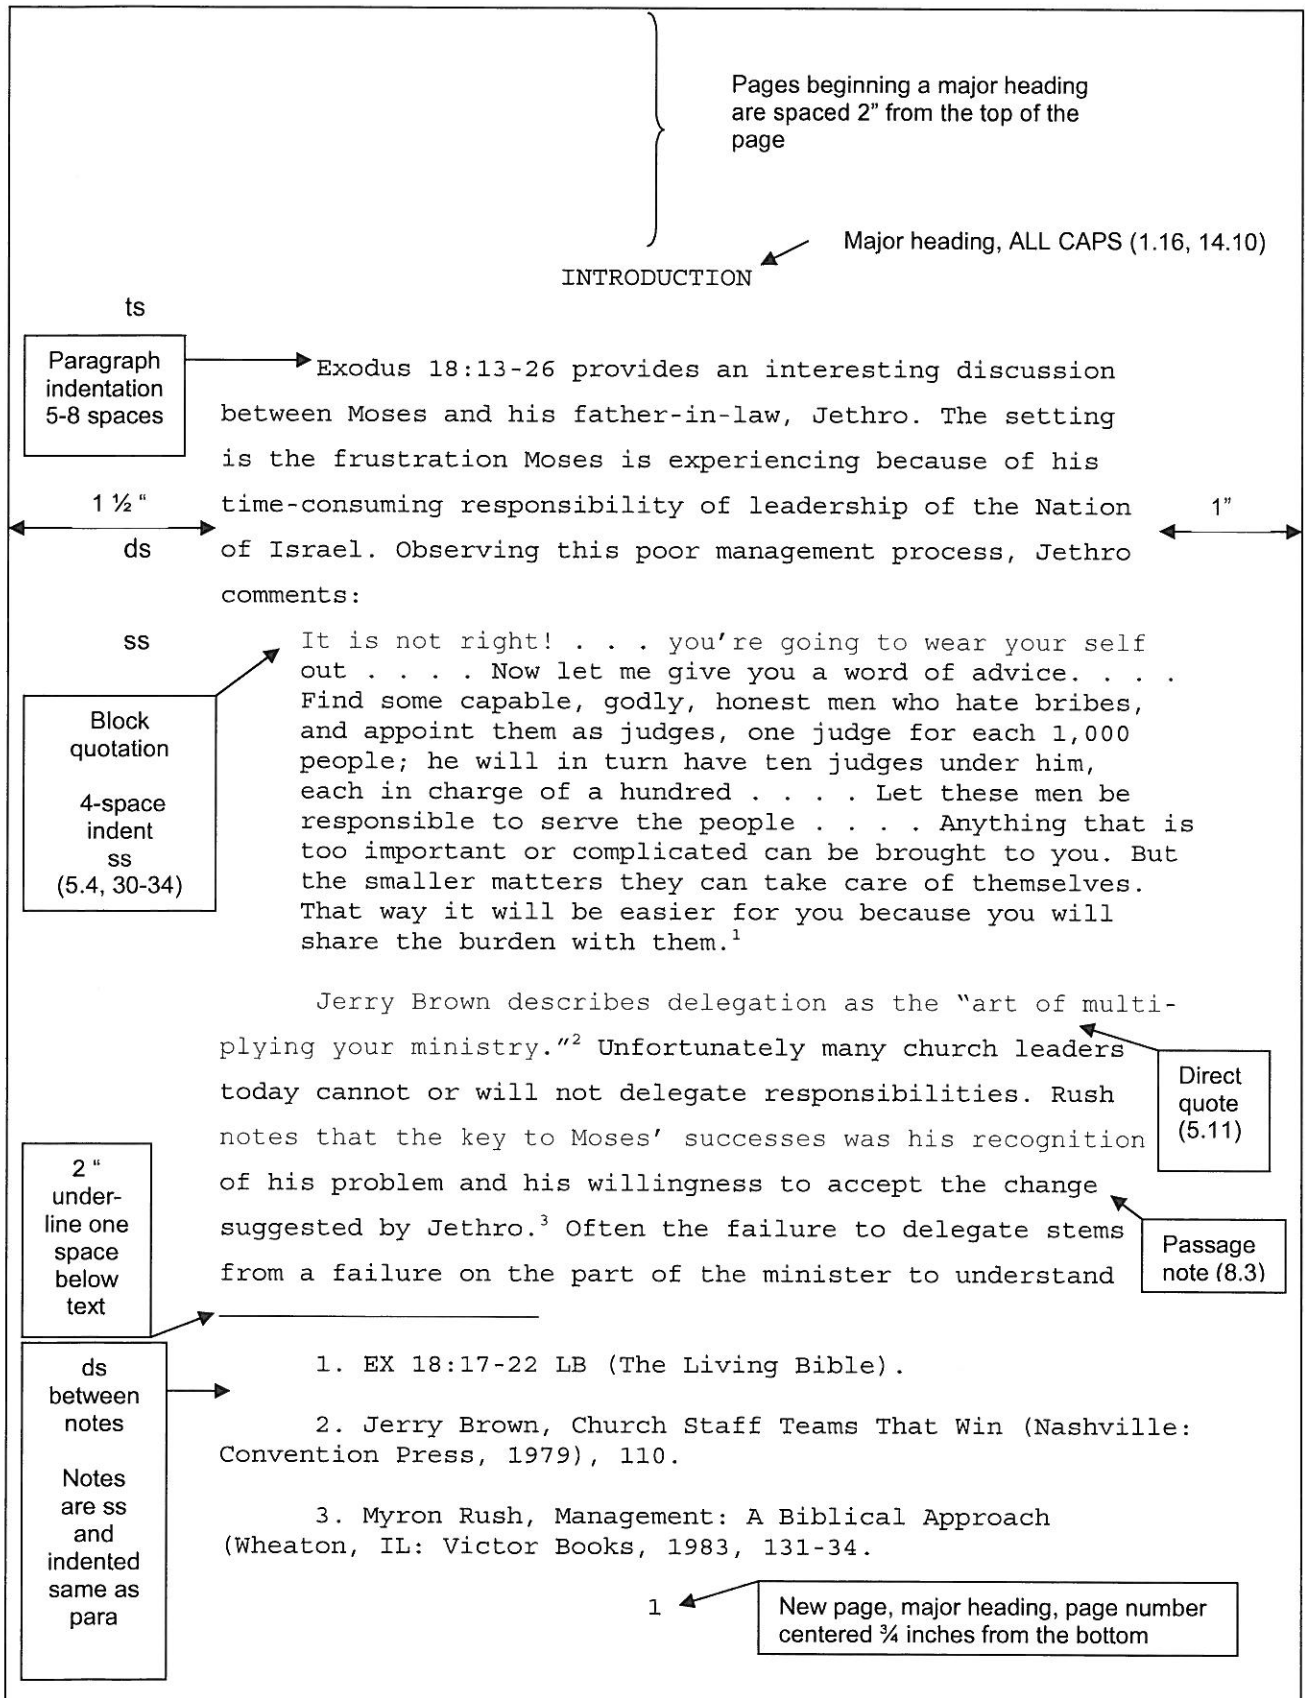 Pages beginning a major heading
are spaced 2” from the top of the
page
Major heading, ALL CAPS (1.16, 14.10)
INTRODUCTION
ts
Paragraph
indentation
5-8 spaces
Exodus 18:13-26 provides an interesting discussion
between Moses and his father-in-law, Jethro. The setting
is the frustration Moses is experiencing because of his
time-consuming responsibility of leadership of the Nation
of Israel. Observing this poor management process, Jethro
comments:
1 ½ “
ds
1”
ss
Block
quotation
4-space
indent
ss
(5.4, 30-34)
It is not right! . . . you're going to wear your self
out . . . . Now let me give you a word of advice. . . .
Find some capable, godly, honest men who hate bribes,
and appoint them as judges, one judge for each 1,000
people; he will in turn have ten judges under him,
each in charge of a hundred . . . . Let these men be
responsible to serve the people . . . . Anything that is
too important or complicated can be brought to you. But
the smaller matters they can take care of themselves.
That way it will be easier for you because you will
share the burden with them.¹
Jerry Brown describes delegation as the “art of multi-
plying your ministry.”² Unfortunately many church leaders
today cannot or will not delegate responsibilities. Rush
notes that the key to Moses’ successes was his recognition
of his problem and his willingness to accept the change
suggested by Jethro.³ Often the failure to delegate stems
from a failure on the part of the minister to understand
Direct
quote
(5.11)
Passage
note (8.3)
2 “
under-
line one
space
below
text
ds
between
notes
Notes
are ss
and
indented
same as
para
1. EX 18:17-22 LB (The Living Bible).
2. Jerry Brown, Church Staff Teams That Win (Nashville:
Convention Press, 1979), 110.
3. Myron Rush, Management: A Biblical Approach
(Wheaton, IL: Victor Books, 1983, 131-34.
1
New page, major heading, page number
centered ¾ inches from the bottom